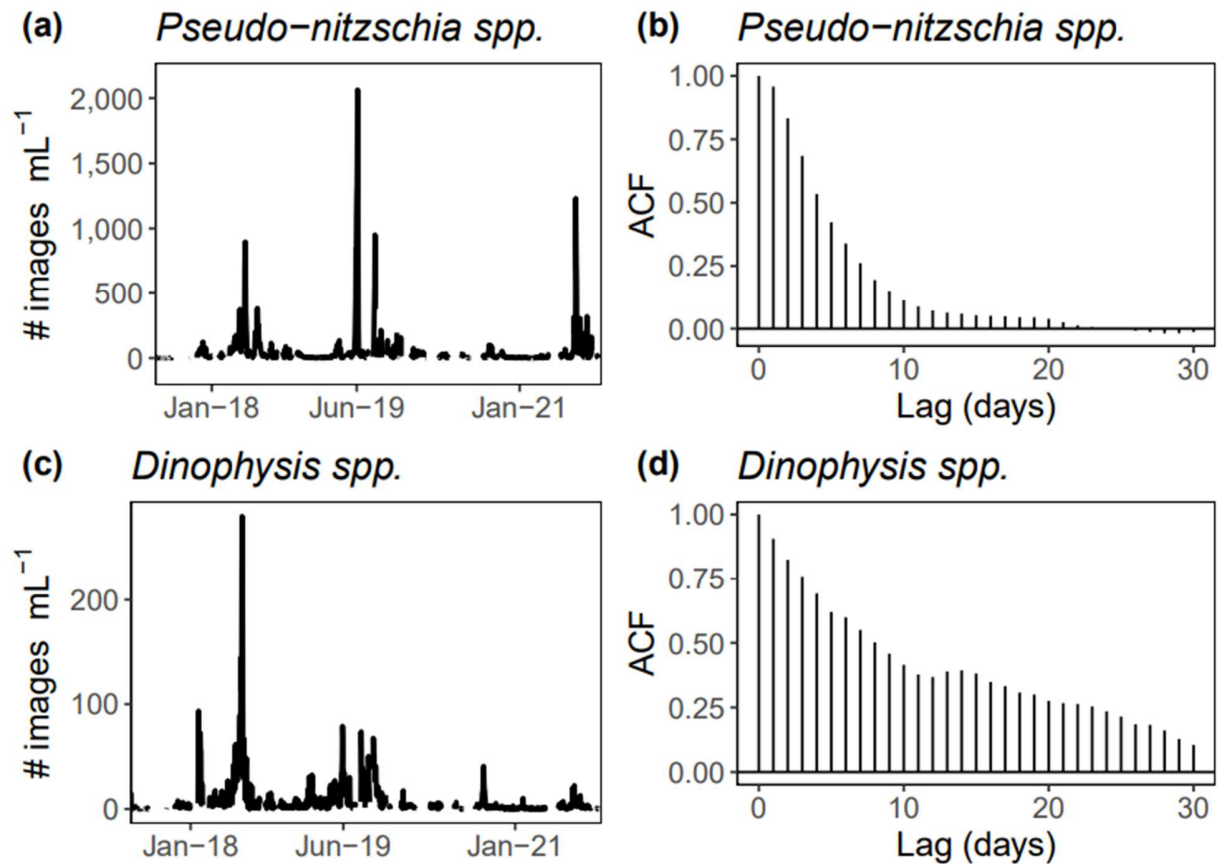 (a) Pseudo−nitzschia spp.
# images mL−1
2,000
1,500
1,000
500
0
Jan−18 Jun−19 Jan−21
(b) Pseudo−nitzschia spp.
ACF
1.00
0.75
0.50
0.25
0.00
0 10 20 30
Lag (days)
(c) Dinophysis spp.
# images mL−1
200
100
0
Jan−18 Jun−19 Jan−21
(d) Dinophysis spp.
ACF
1.00
0.75
0.50
0.25
0.00
0 10 20 30
Lag (days)